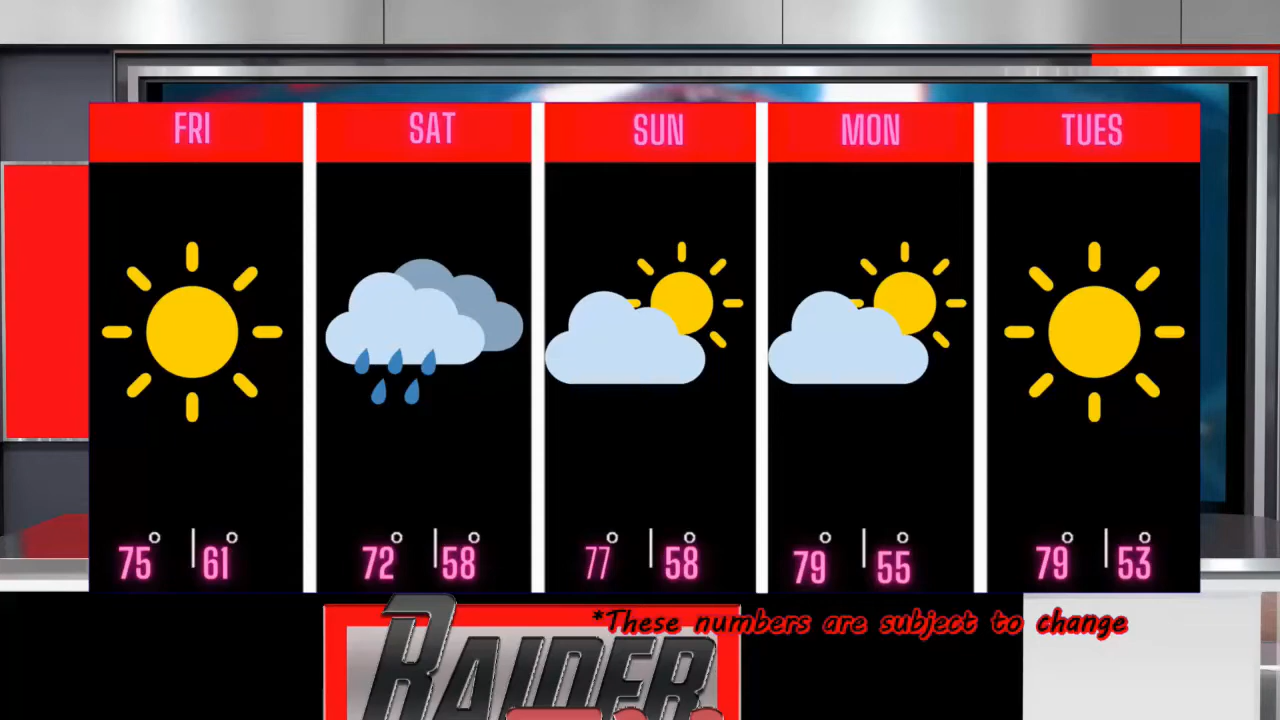 FRI
SAT
SUN
MON
TUES
75° | 61°
72° | 58°
77° | 58°
79° | 55°
79° | 53°
*These numbers are subject to change
RAIDER